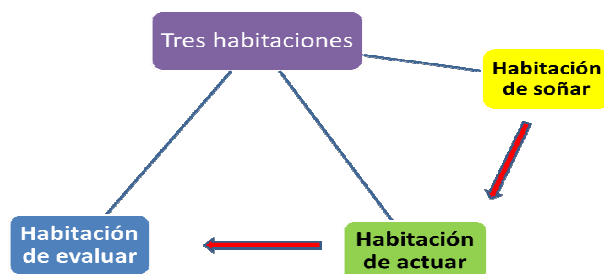 Tres habitaciones
Habitación
de soñar
Habitación
de evaluar
Habitación
de actuar